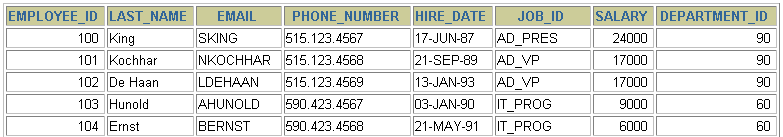 EMPLOYEE_ID LAST_NAME EMAIL PHONE_NUMBER HIRE_DATE JOB_ID SALARY DEPARTMENT_ID
100 King SKING 515.123.4567 17-JUN-87 AD_PRES 24000 90
101 Kochhar NKOCHHAR 515.123.4568 21-SEP-89 AD_VP 17000 90
102 De Haan LDEHAAN 515.123.4569 13-JAN-93 AD_VP 17000 90
103 Hunold AHUNOLD 590.423.4567 03-JAN-90 IT_PROG 9000 60
104 Ernst BERNST 590.423.4568 21-MAY-91 IT_PROG 6000 60